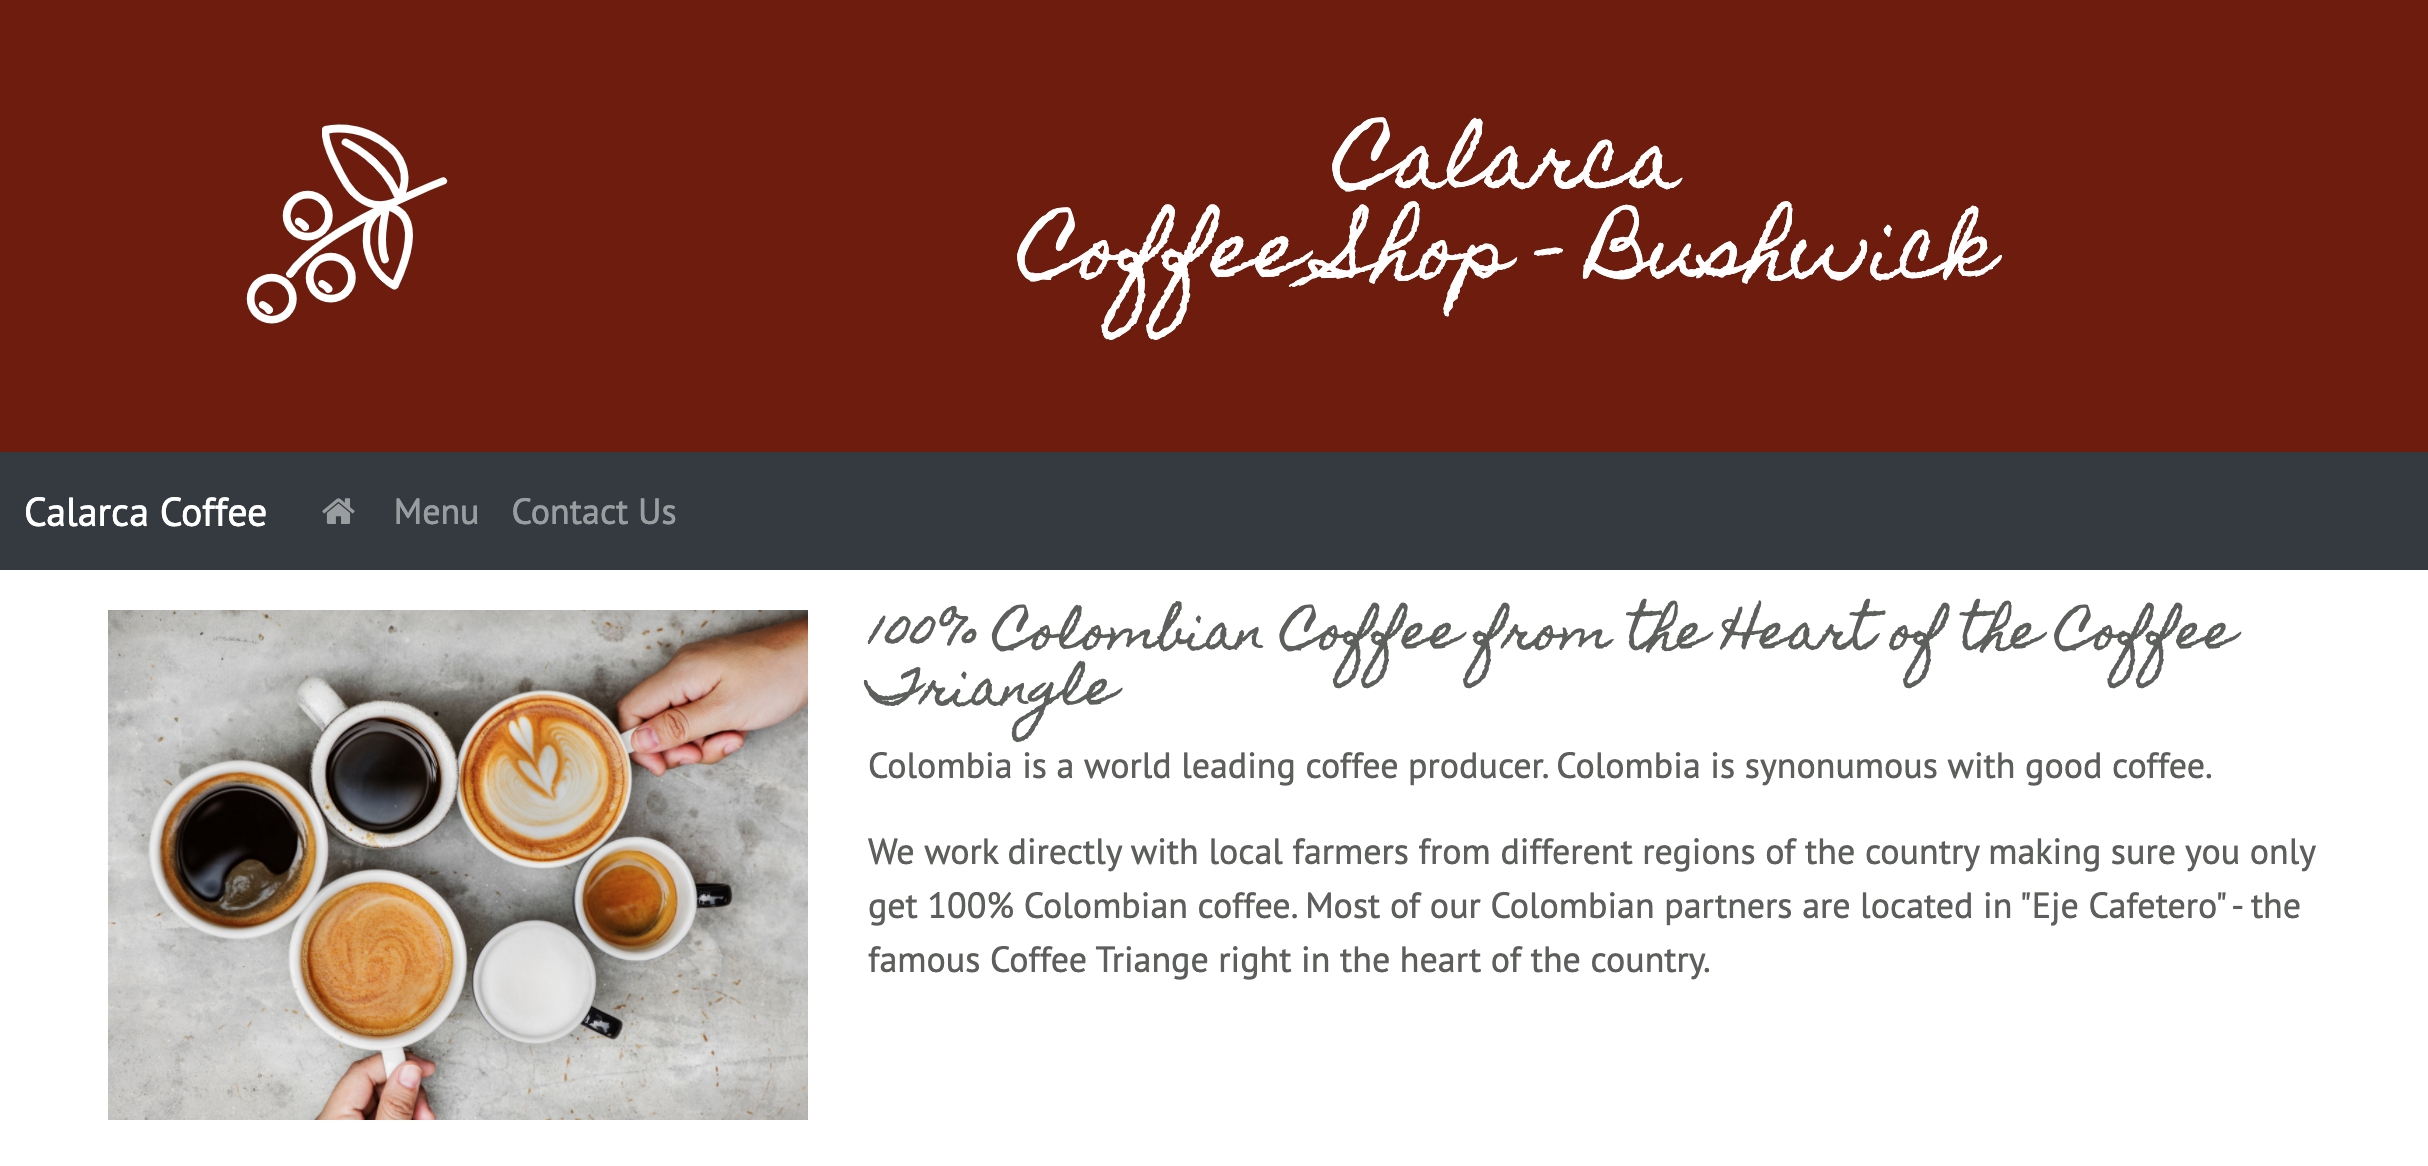 Calarca
Coffee Shop - Bushwick
Calarca Coffee Menu Contact Us
100% Colombian Coffee from the Heart of the Coffee
Triangle
Colombia is a world leading coffee producer. Colombia is synonumous with good coffee.
We work directly with local farmers from different regions of the country making sure you only
get 100% Colombian coffee. Most of our Colombian partners are located in "Eje Cafetero" - the
famous Coffee Triange right in the heart of the country.